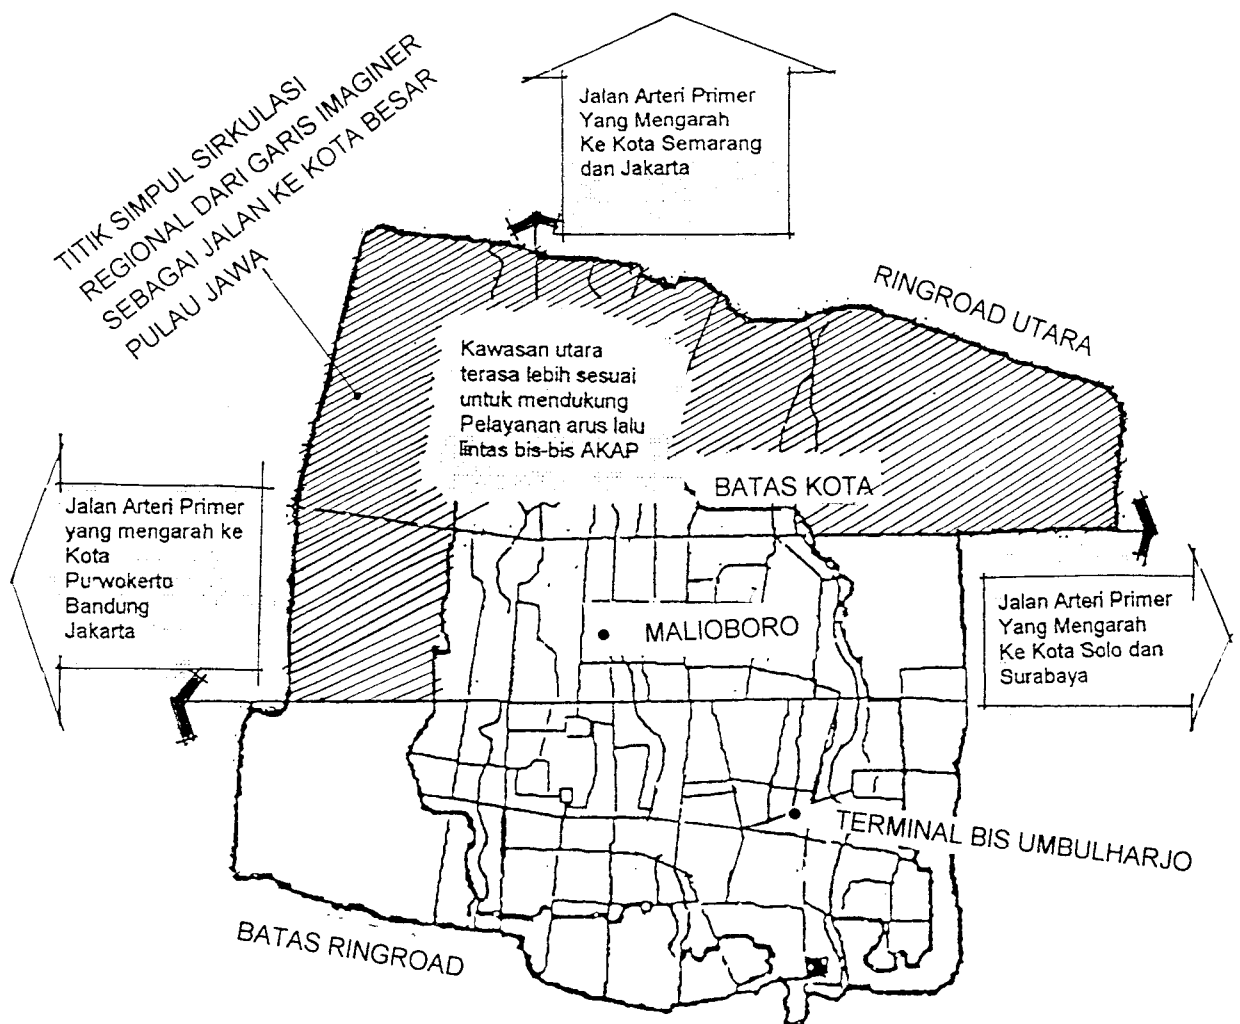 TITIK SIMPUL SIRKULASI
REGIONAL DARI GARIS IMAGINER
SEBAGAI JALAN KE KOTA BESAR
PULAU JAWA
Jalan Arteri Primer
Yang Mengarah
Ke Kota Semarang
dan Jakarta
RINGROAD UTARA
Kawasan utara
terasa lebih sesuai
untuk mendukung
Pelayanan arus lalu
lintas bis-bis AKAP
BATAS KOTA
Jalan Arteri Primer
yang mengarah ke
Kota
Purwokerto
Bandung
Jakarta
MALIOBORO
Jalan Arteri Primer
Yang Mengarah
Ke Kota Solo dan
Surabaya
TERMINAL BIS UMBULHARJO
BATAS RINGROAD